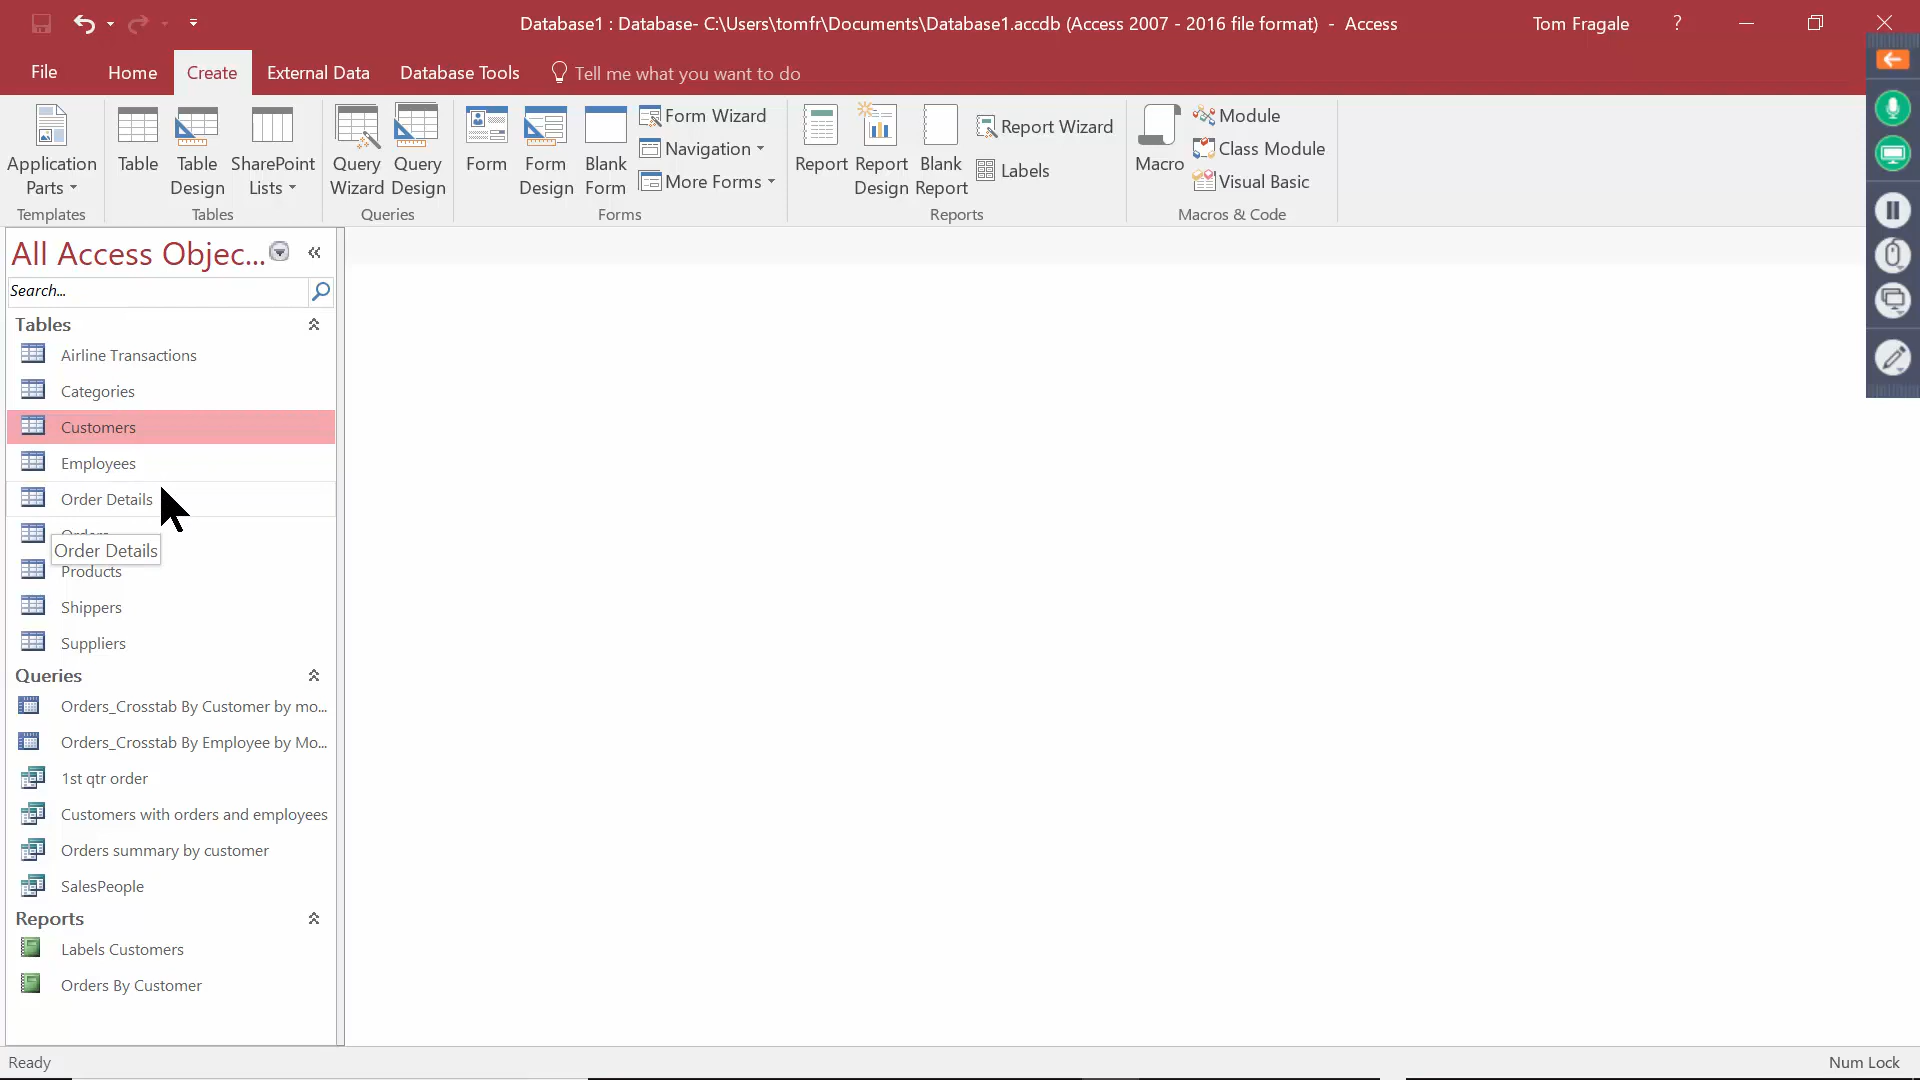 Database1 : Database- C:\Users\tomfr\Documents\Database1.accdb (Access 2007 - 2016 file format) - Access
Tom Fragale
?
File
Home
Create
External Data
Database Tools
Tell me what you want to do
Application
Parts
Table
Table
Design
SharePoint
Lists
Query
Wizard
Query
Design
Form
Form
Design
Blank
Form
Form Wizard
Navigation
More Forms
Report
Report
Design
Blank
Report
Report Wizard
Labels
Macro
Module
Class Module
Visual Basic
Templates
Tables
Queries
Forms
Reports
Macros & Code
All Access Objec...
Search...
Tables
Airline Transactions
Categories
Customers
Employees
Order Details
Orders
Order Details
Products
Shippers
Suppliers
Queries
Orders_Crosstab By Customer by mo...
Orders_Crosstab By Employee by Mo...
1st qtr order
Customers with orders and employees
Orders summary by customer
SalesPeople
Reports
Labels Customers
Orders By Customer
Ready
Num Lock